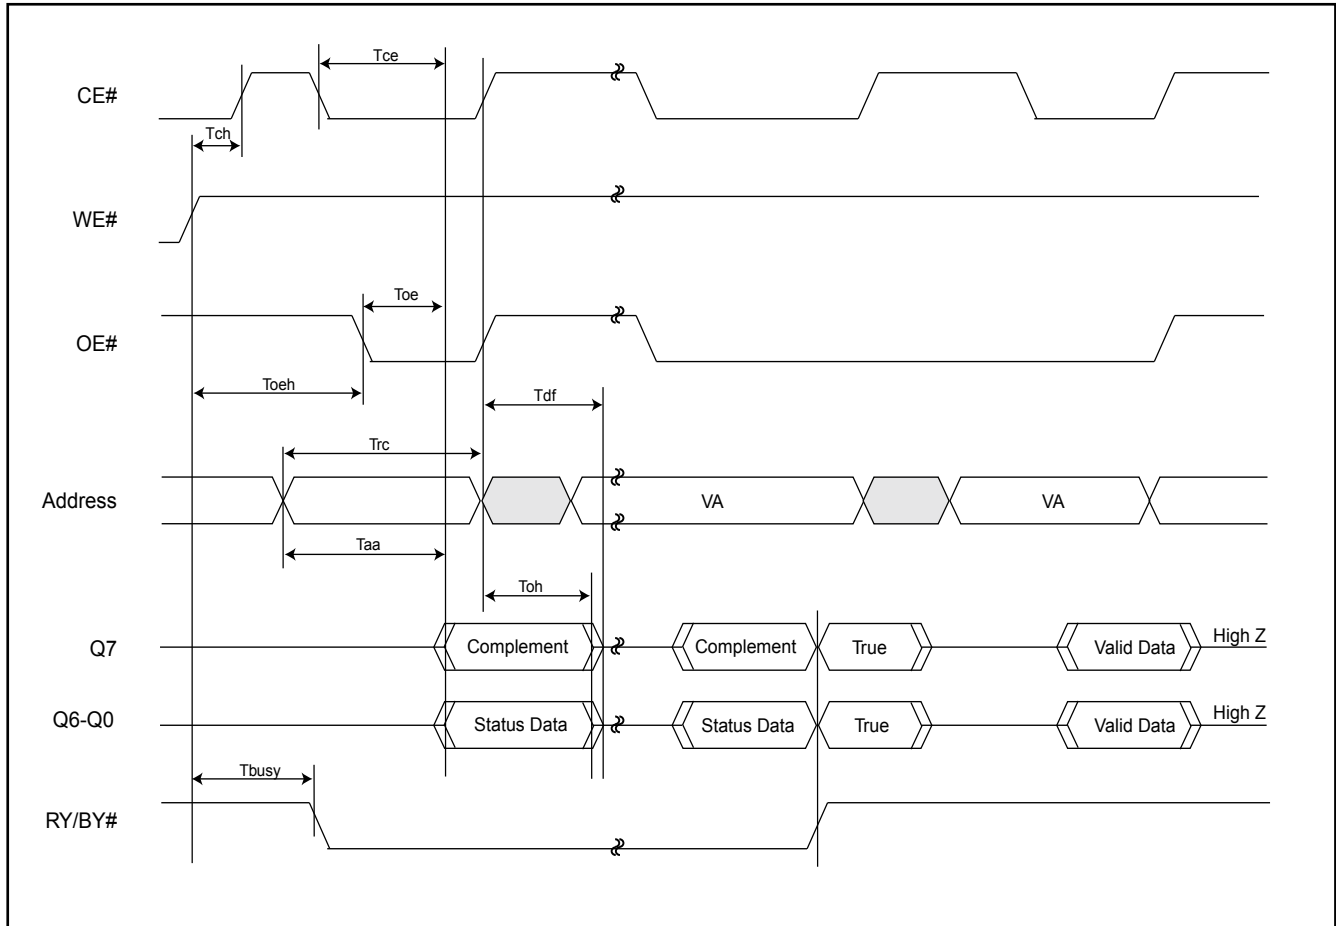 Tce
CE#
Tch
WE#
Toe
OE#
Toeh
Tdf
Trc
Address
VA
VA
Taa
Toh
Q7
Complement
Complement
True
Valid Data
High Z
Q6-Q0
Status Data
Status Data
True
Valid Data
High Z
Tbusy
RY/BY#